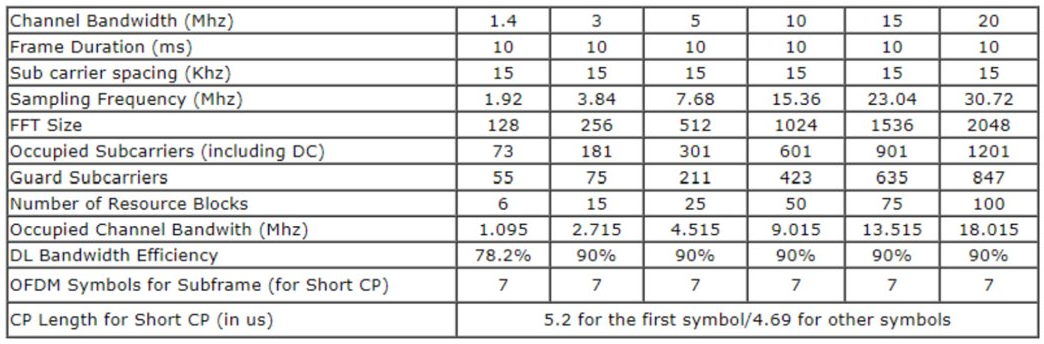 Channel Bandwidth (Mhz) 1.4 3 5 10 15 20
Frame Duration (ms) 10 10 10 10 10 10
Sub carrier spacing (Khz) 15 15 15 15 15 15
Sampling Frequency (Mhz) 1.92 3.84 7.68 15.36 23.04 30.72
FFT Size 128 256 512 1024 1536 2048
Occupied Subcarriers (including DC) 73 181 301 601 901 1201
Guard Subcarriers 55 75 211 423 635 847
Number of Resource Blocks 6 15 25 50 75 100
Occupied Channel Bandwith (Mhz) 1.095 2.715 4.515 9.015 13.515 18.015
DL Bandwidth Efficiency 78.2% 90% 90% 90% 90% 90%
OFDM Symbols for Subframe (for Short CP) 7 7 7 7 7 7
CP Length for Short CP (in us) 5.2 for the first symbol/4.69 for other symbols